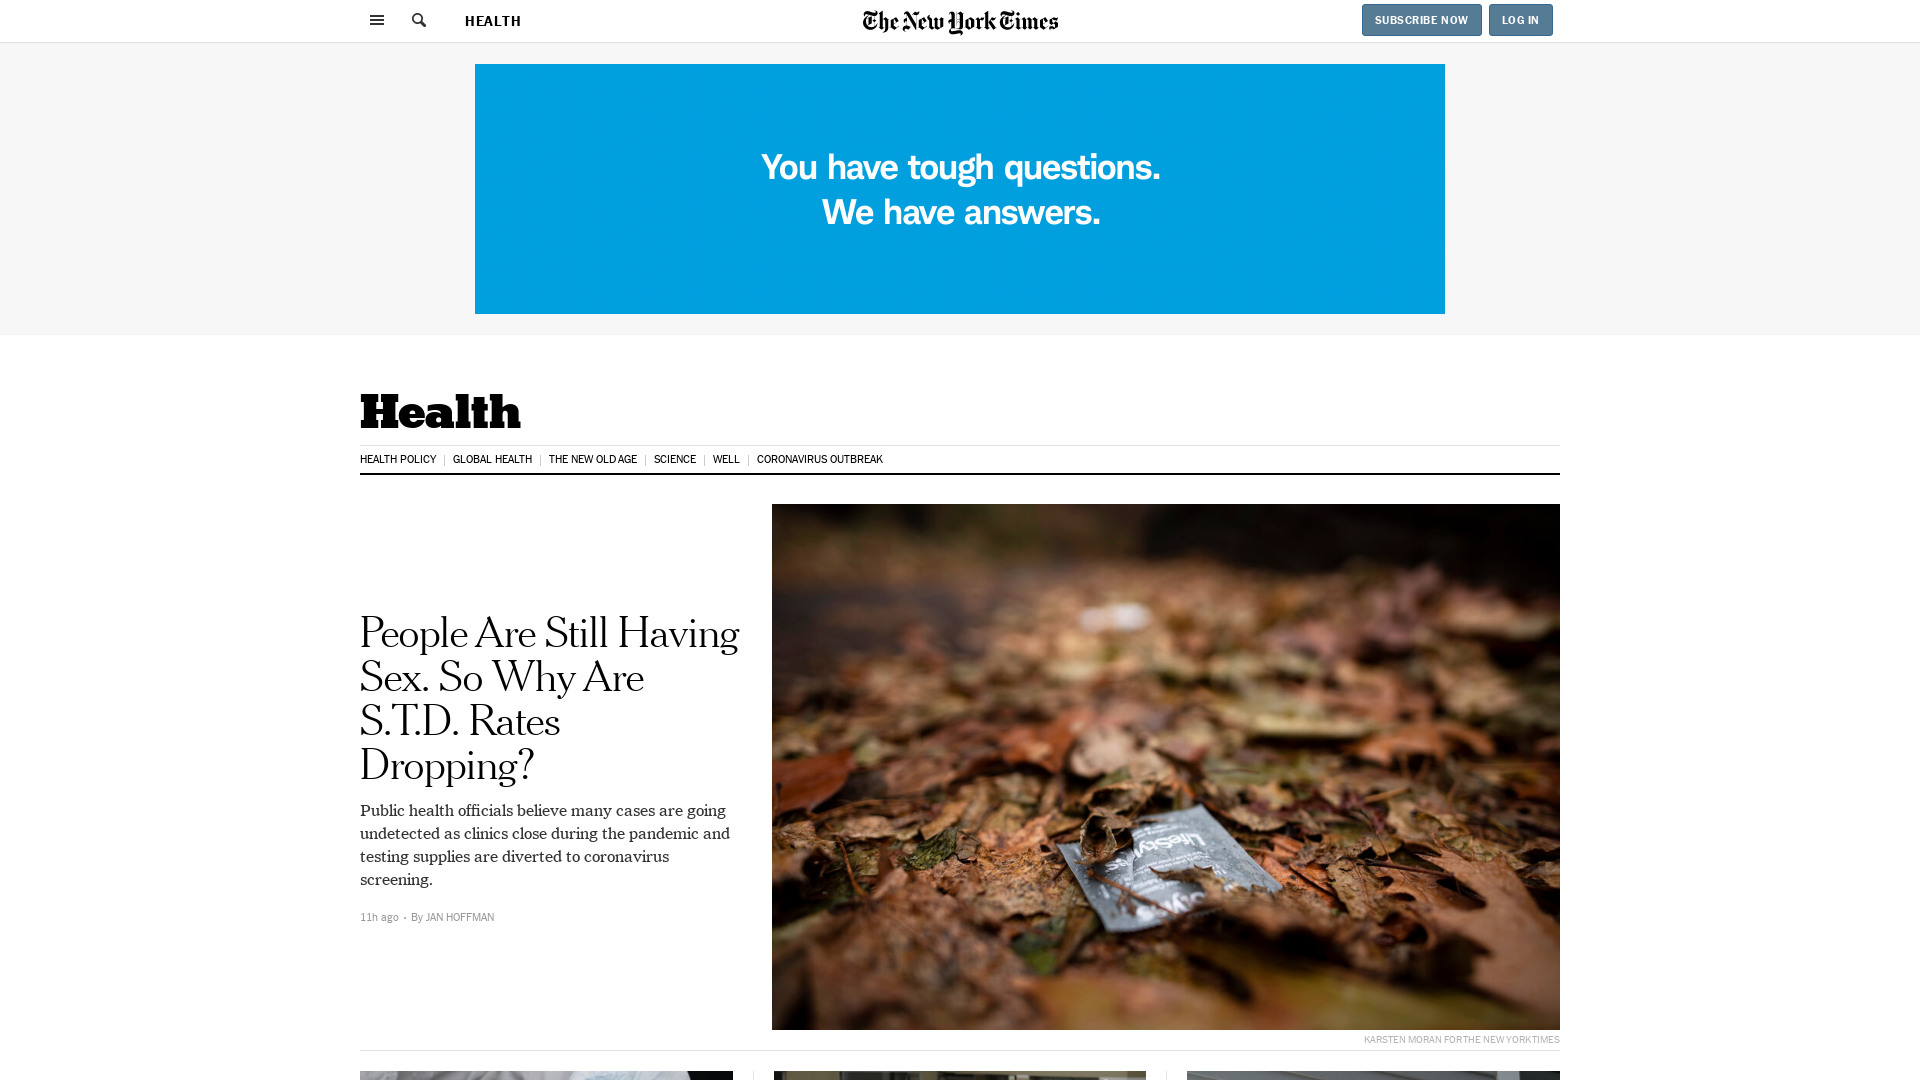 HEALTH
The New York Times
SUBSCRIBE NOW
LOG IN
You have tough questions.
We have answers.
Health
HEALTH POLICY
GLOBAL HEALTH
THE NEW OLD AGE
SCIENCE
WELL
CORONAVIRUS OUTBREAK
People Are Still Having
Sex. So Why Are
S.T.D. Rates
Dropping?
Public health officials believe many cases are going
undetected as clinics close during the pandemic and
testing supplies are diverted to coronavirus
screening.
11h ago · By JAN HOFFMAN
KARSTEN MORAN FOR THE NEW YORK TIMES